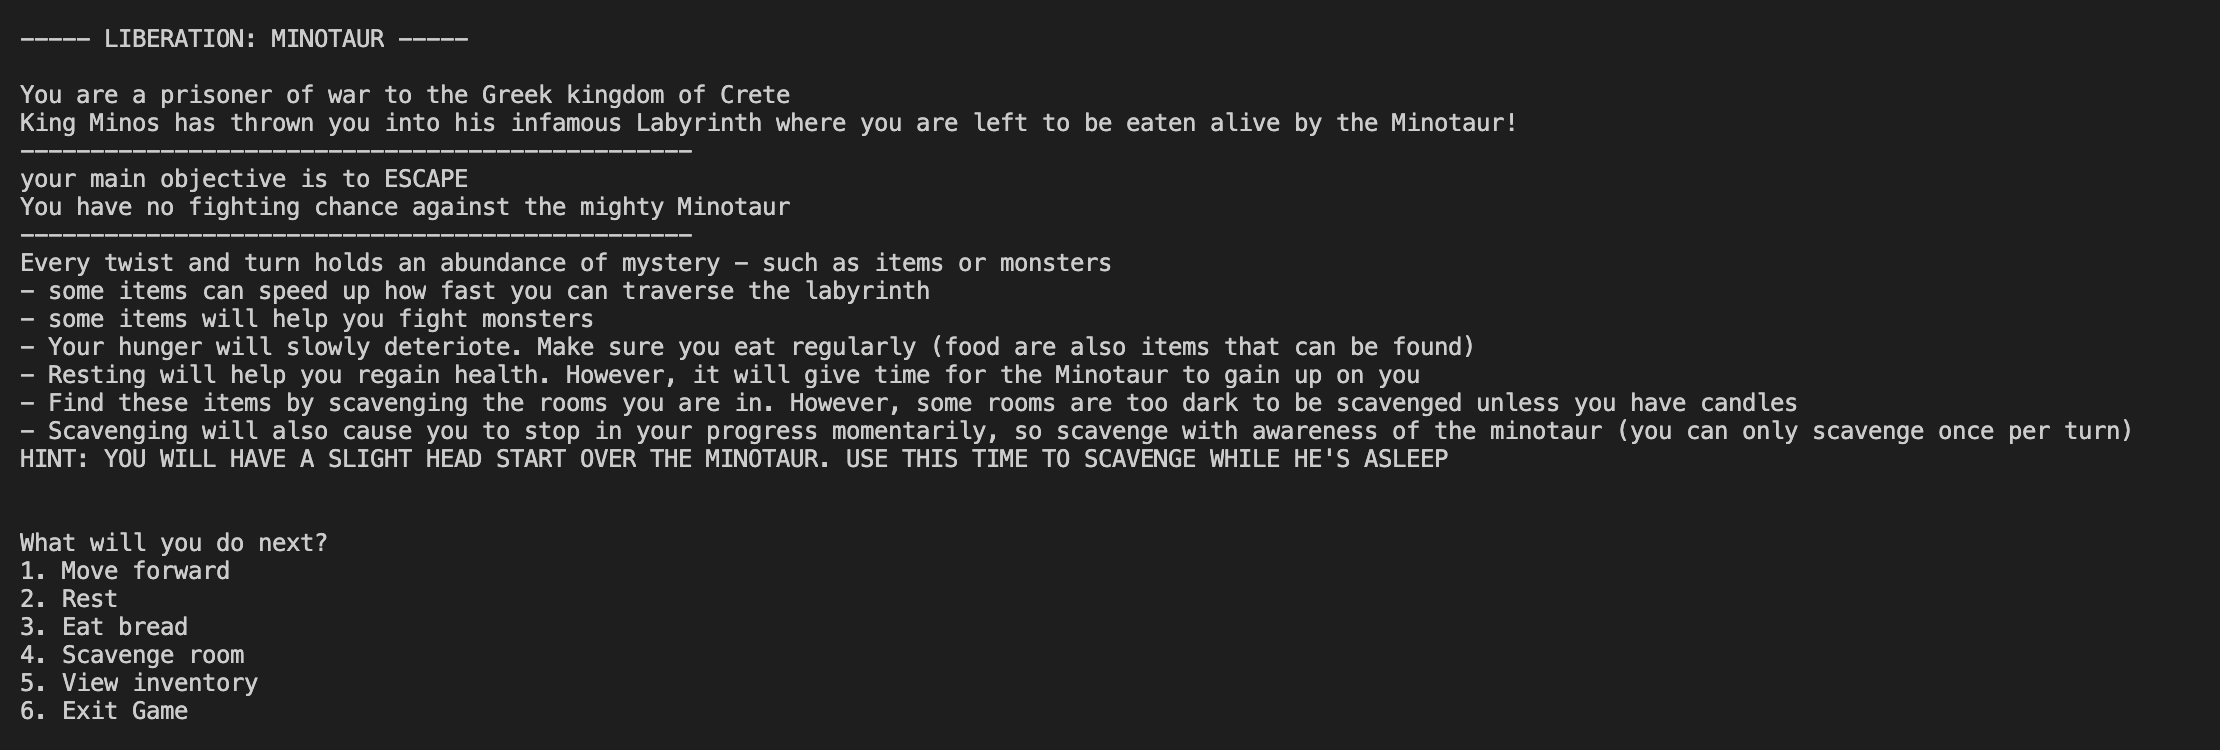 ----- LIBERATION: MINOTAUR -----
You are a prisoner of war to the Greek kingdom of Crete
King Minos has thrown you into his infamous Labyrinth where you are left to be eaten alive by the Minotaur!
------------------------------------------------
your main objective is to ESCAPE
You have no fighting chance against the mighty Minotaur
------------------------------------------------
Every twist and turn holds an abundance of mystery - such as items or monsters
- some items can speed up how fast you can traverse the labyrinth
- some items will help you fight monsters
- Your hunger will slowly deteriote. Make sure you eat regularly (food are also items that can be found)
- Resting will help you regain health. However, it will give time for the Minotaur to gain up on you
- Find these items by scavenging the rooms you are in. However, some rooms are too dark to be scavenged unless you have candles
- Scavenging will also cause you to stop in your progress momentarily, so scavenge with awareness of the minotaur (you can only scavenge once per turn)
HINT: YOU WILL HAVE A SLIGHT HEAD START OVER THE MINOTAUR. USE THIS TIME TO SCAVENGE WHILE HE'S ASLEEP
What will you do next?
1. Move forward
2. Rest
3. Eat bread
4. Scavenge room
5. View inventory
6. Exit Game